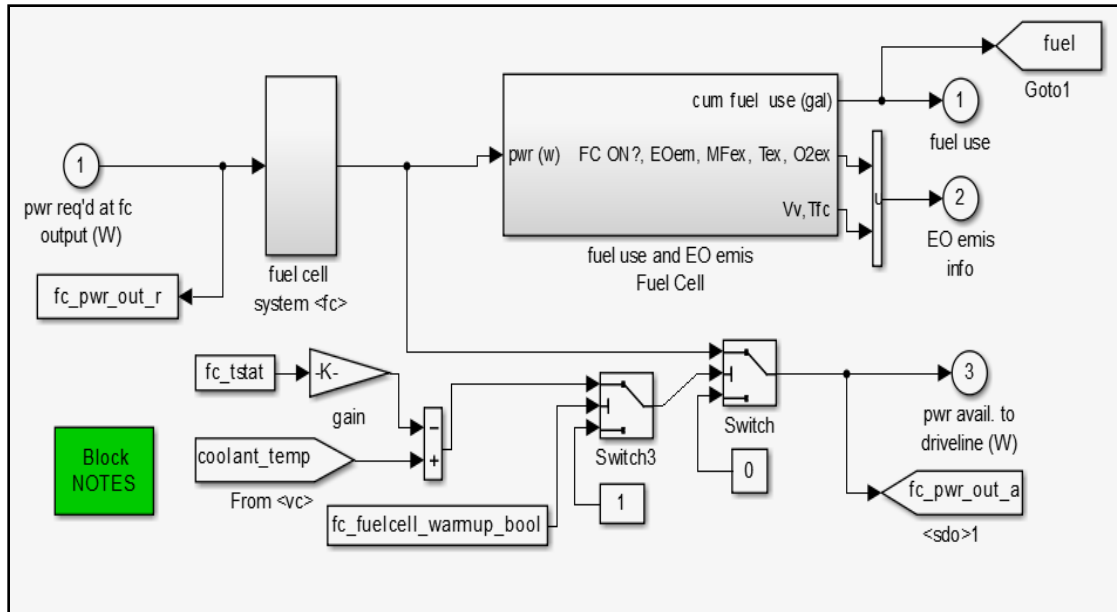 fuel
Goto1
cum fuel use (gal)
1
fuel use
1
pwr (w)
FC ON?, EOem, MFex, Tex, O2ex
pwr req'd at fc
output (W)
Vv,Tfc
u
2
EO emis
info
fuel cell
system <fc>
fuel use and EO emis
Fuel Cell
fc_pwr_out_r
fc_tstat
-K-
gain
−
+
Switch3
Switch
3
pwr avail. to
driveline (W)
Block
NOTES
coolant_temp
From <vc>
0
1
fc_fuelcell_warmup_bool
fc_pwr_out_a
<sdo>1